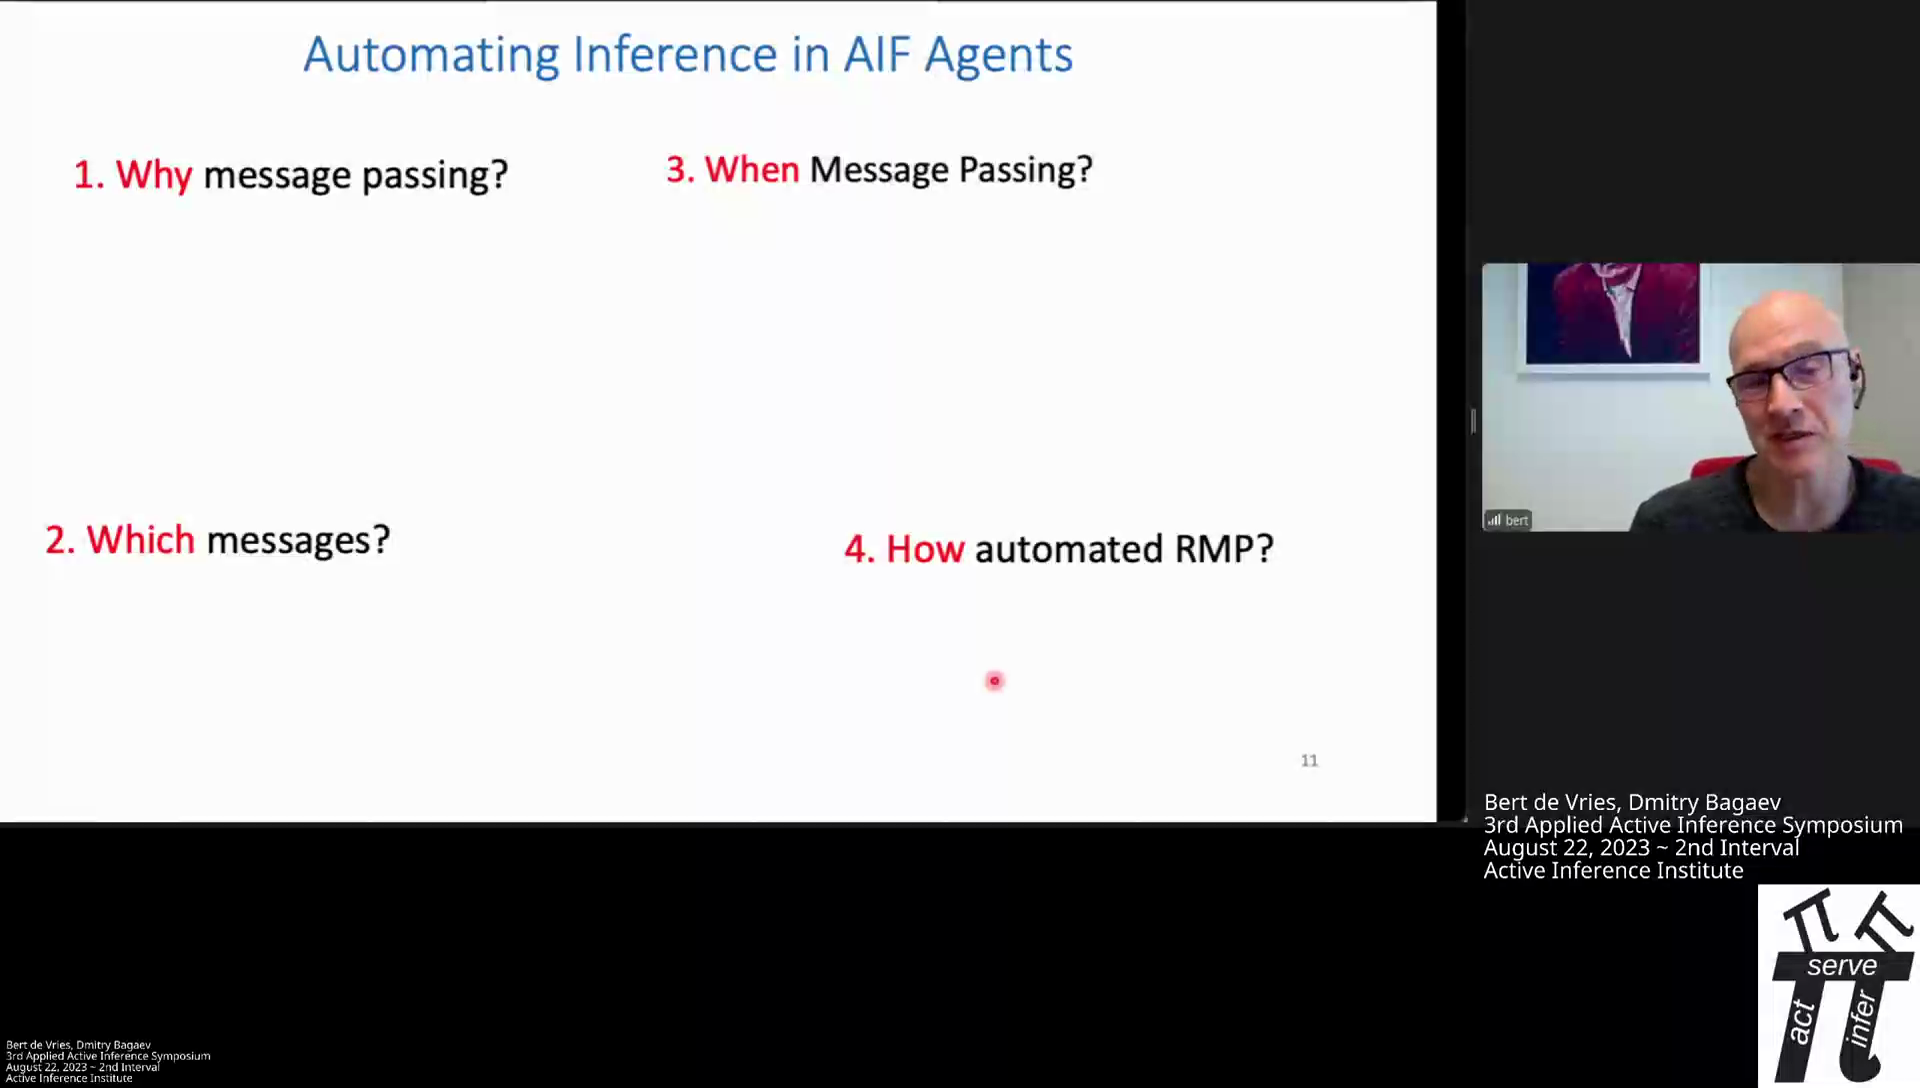 Automating Inference in AIF Agents
1. Why message passing?
3. When Message Passing?
2. Which messages?
4. How automated RMP?
11
bert
Bert de Vries, Dmitry Bagaev
3rd Applied Active Inference Symposium
August 22, 2023 ~ 2nd Interval
Active Inference Institute
serve
act
infer
Bert de Vries, Dmitry Bagaev
3rd Applied Active Inference Symposium
August 22, 2023 ~ 2nd Interval
Active Inference Institute